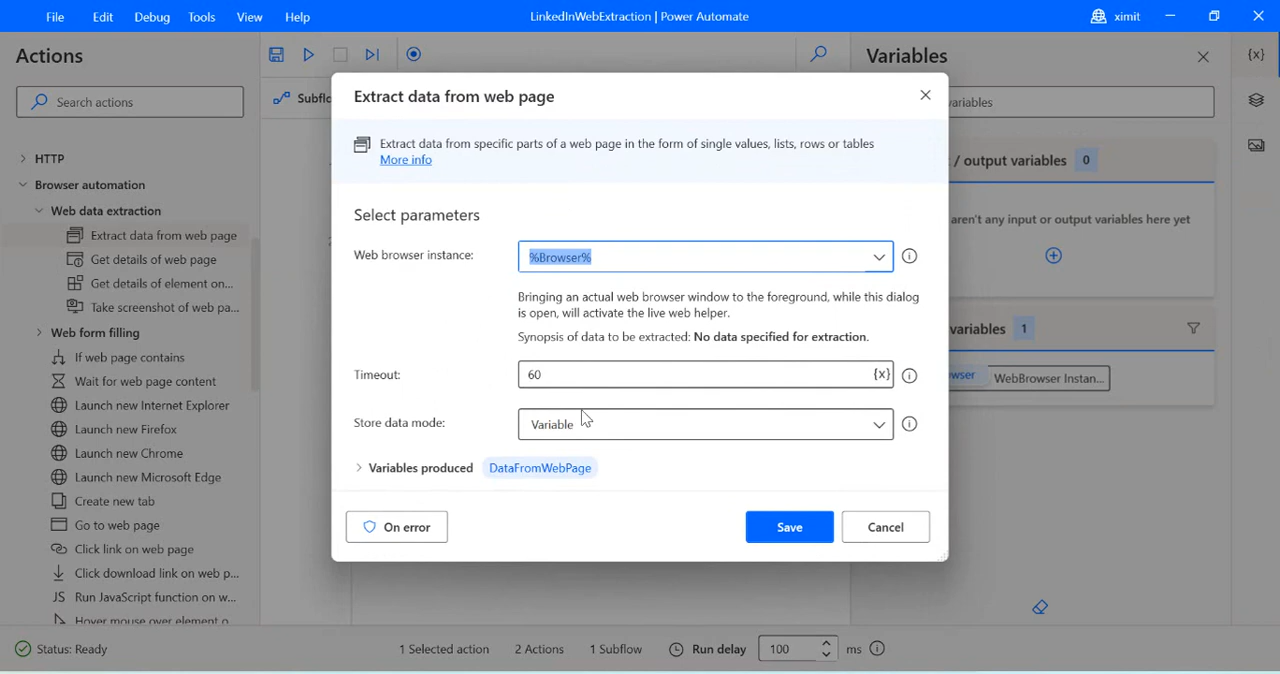 File Edit Debug Tools View Help
LinkedInWebExtraction | Power Automate
ximit
Actions
Search actions
HTTP
Browser automation
Web data extraction
Extract data from web page
Get details of web page
Get details of element on...
Take screenshot of web pa...
Web form filling
If web page contains
Wait for web page content
Launch new Internet Explorer
Launch new Firefox
Launch new Chrome
Launch new Microsoft Edge
Create new tab
Go to web page
Click link on web page
Click download link on web p...
JS Run JavaScript function on w...
Hover mouse over element o
Subflo
Extract data from web page
Extract data from specific parts of a web page in the form of single values, lists, rows or tables
More info
Select parameters
Web browser instance:
%Browser%
Bringing an actual web browser window to the foreground, while this dialog
is open, will activate the live web helper.
Synopsis of data to be extracted: No data specified for extraction.
Timeout:
60
{x}
Store data mode:
Variable
Variables produced
DataFromWebPage
On error
Save
Cancel
Variables
{x}
variables
/ output variables 0
aren't any input or output variables here yet
variables 1
wser WebBrowser Instan...
Status: Ready
1 Selected action
2 Actions
1 Subflow
Run delay
100
ms